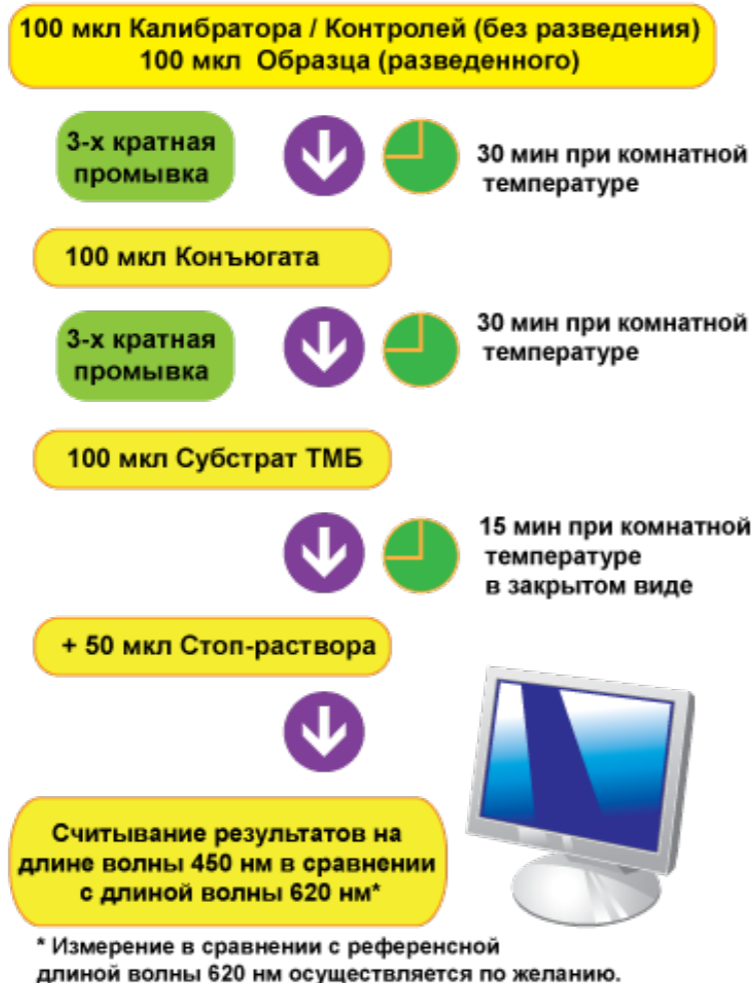 100 мкл Калибратора / Контролей (без разведения)
100 мкл Образца (разведенного)
3-х кратная
промывка
30 мин при комнатной
температуре
100 мкл Конъюгата
3-х кратная
промывка
30 мин при комнатной
температуре
100 мкл Субстрат ТМБ
15 мин при комнатной
температуре
в закрытом виде
+ 50 мкл Стоп-раствора
Считывание результатов на
длине волны 450 нм в сравнении
с длиной волны 620 нм*
* Измерение в сравнении с референсной
длиной волны 620 нм осуществляется по желанию.